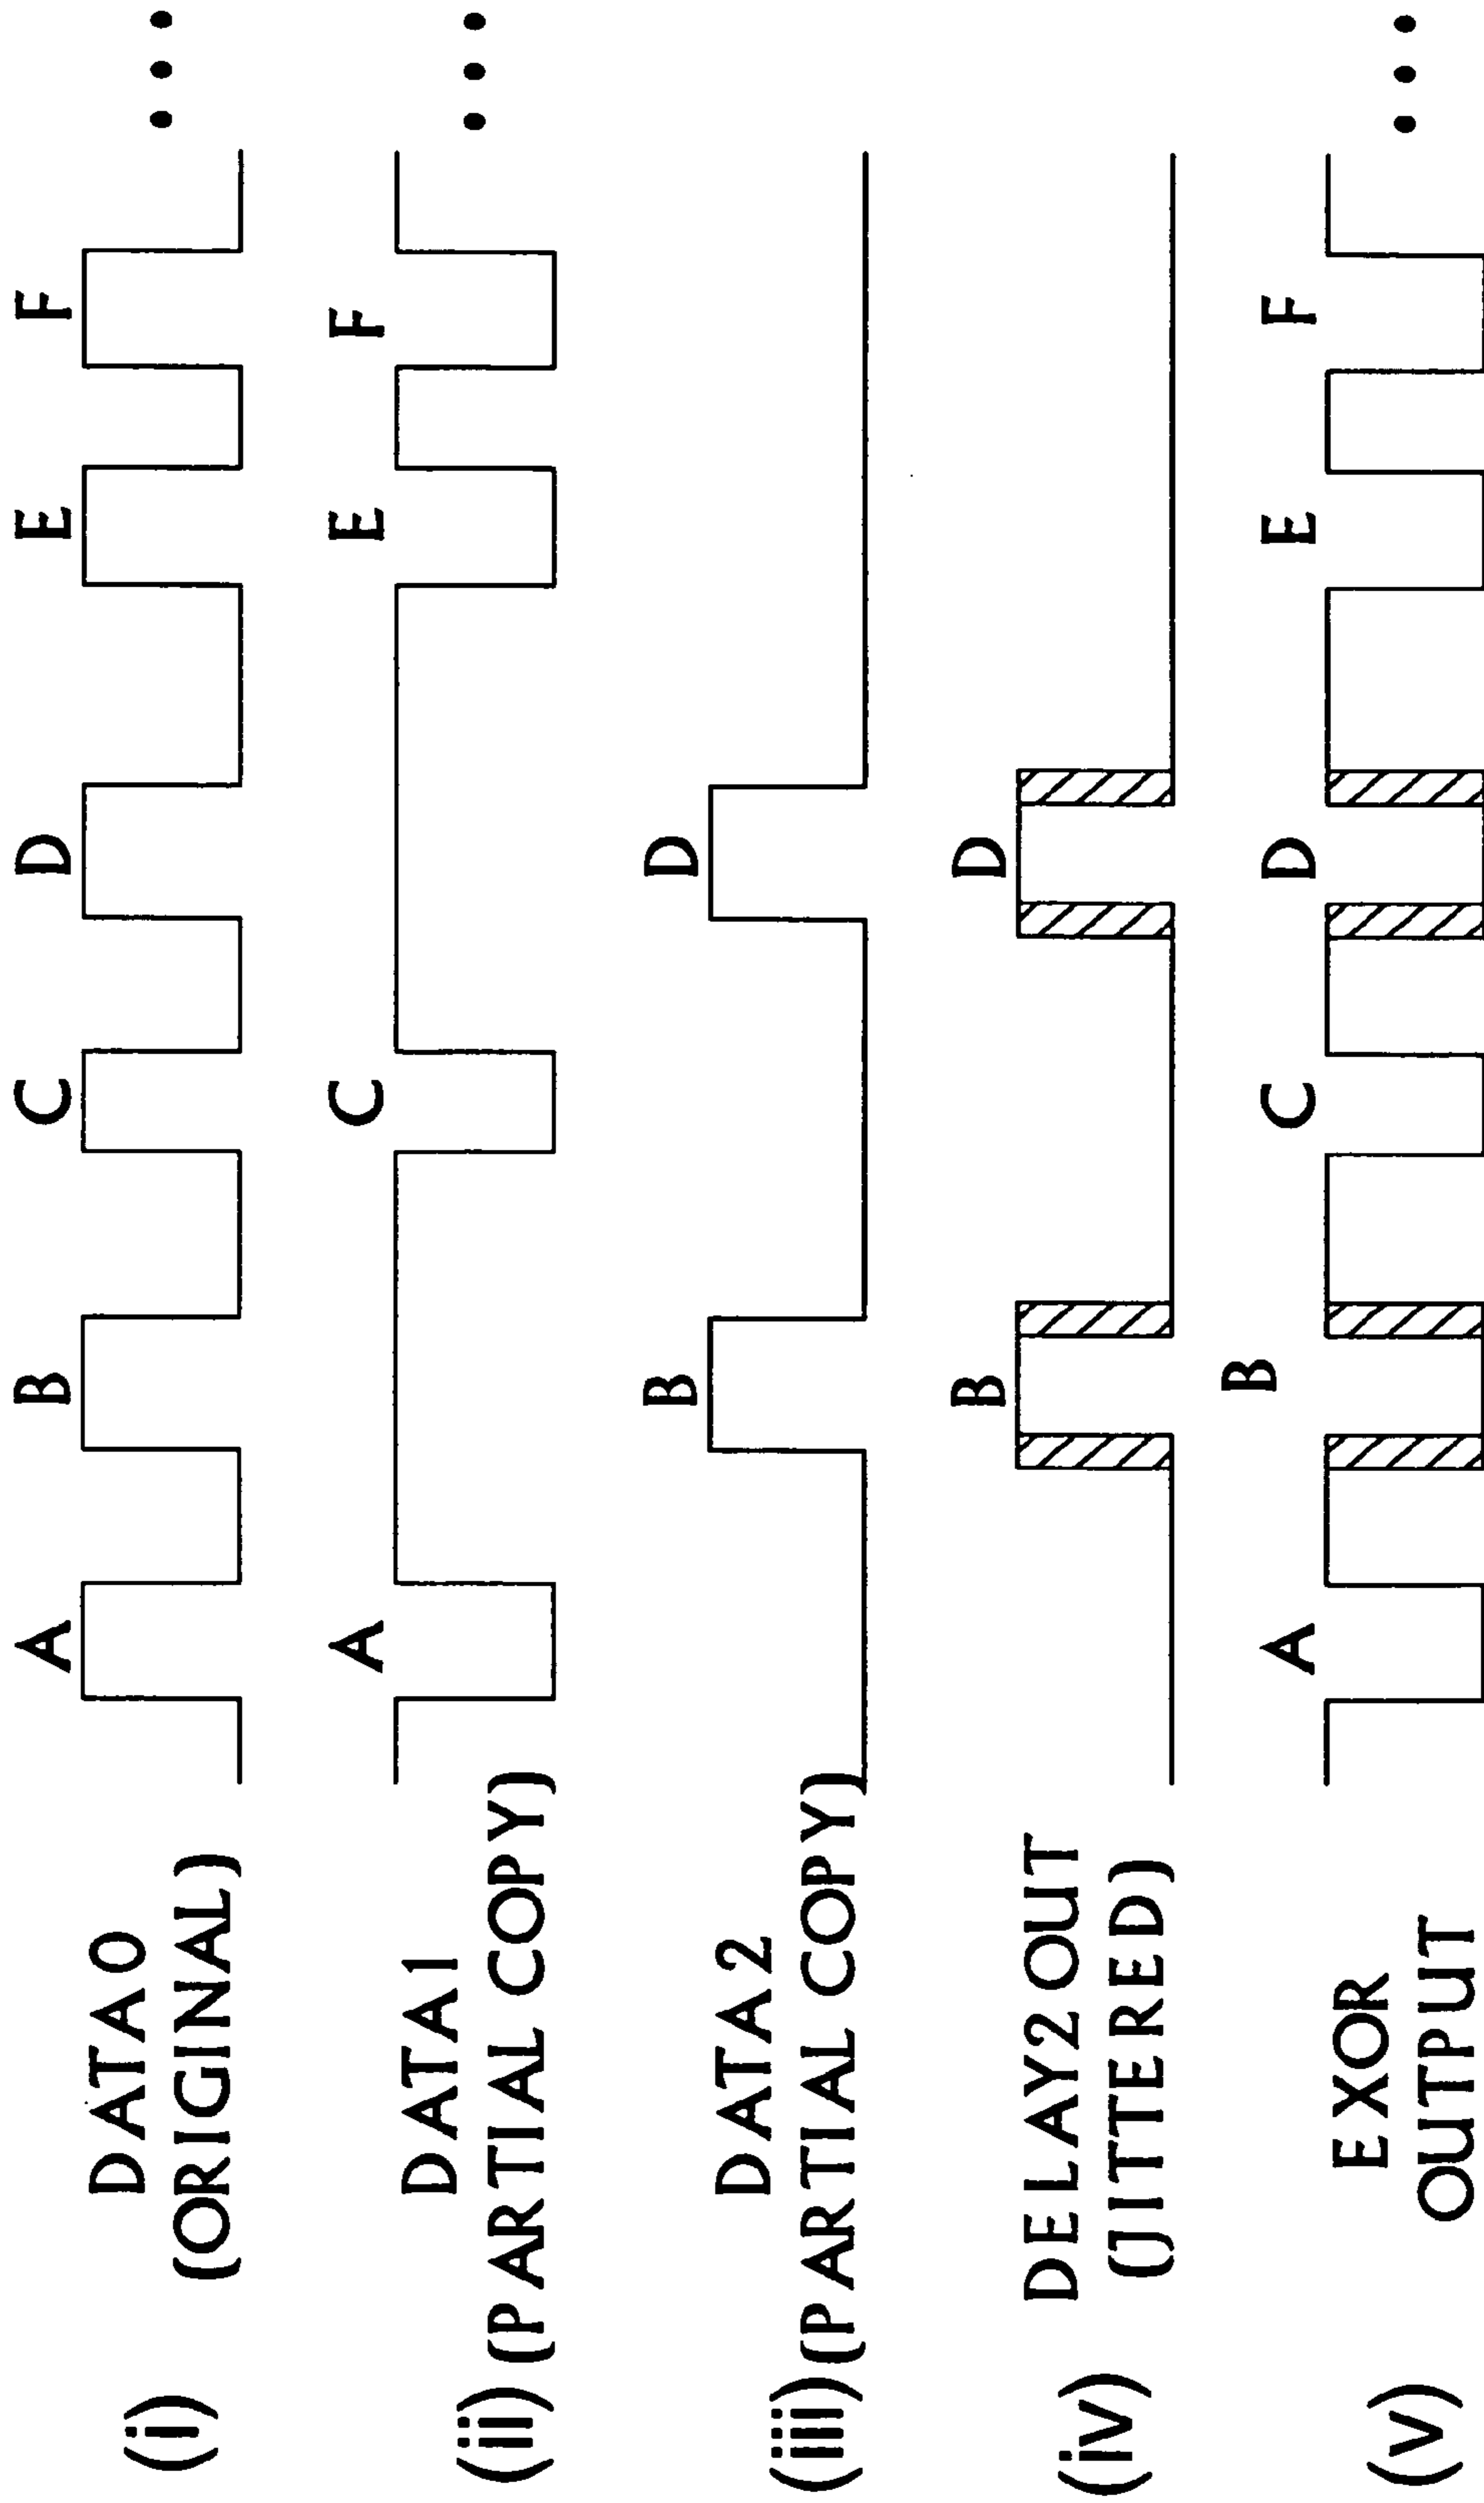 (i) DATA0
(ORIGINAL)
A B C D E F
DATA1
(ii) (PARTIAL COPY)
A C E F
DATA2
(iii) (PARTIAL COPY)
B D
(iv) DELAY2 OUT
(JITTERED)
B D
(v) EXOR
OUTPUT
A B C D E F